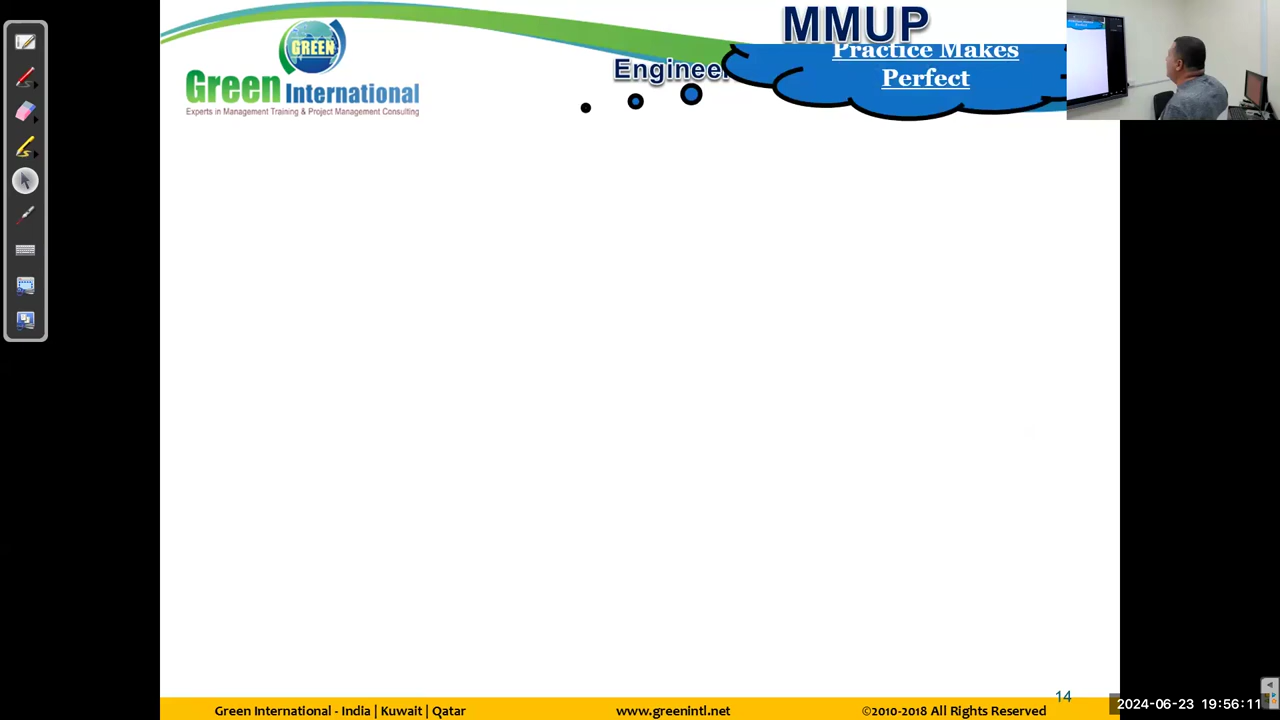 MMUP
Practice Makes
Perfect
GREEN
Green International
Experts in Management Training & Project Management Consulting
14
Green International - India | Kuwait | Qatar
www.greenintl.net
©2010-2018 All Rights Reserved
2024-06-23 19:56:11